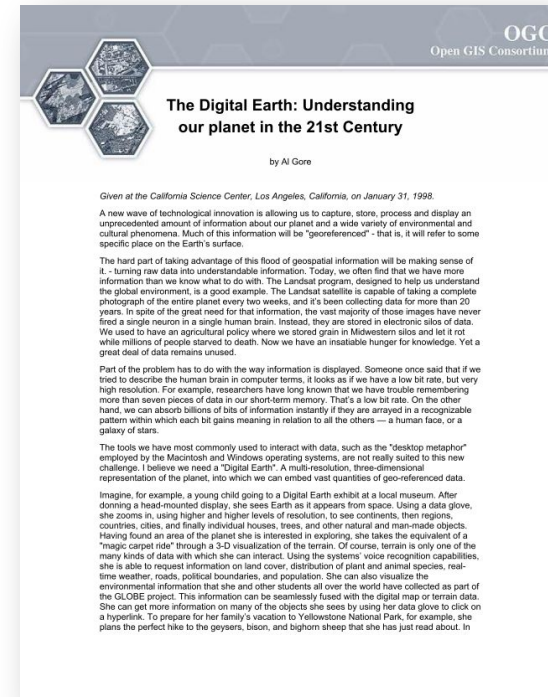 OGC
Open GIS Consortium
The Digital Earth: Understanding
our planet in the 21st Century
by Al Gore
Given at the California Science Center, Los Angeles, California, on January 31, 1998.
A new wave of technological innovation is allowing us to capture, store, process and display an
unprecedented amount of information about our planet and a wide variety of environmental and
cultural phenomena. Much of this information will be "georeferenced" - that is, it will refer to some
specific place on the Earth's surface.
The hard part of taking advantage of this flood of geospatial information will be making sense of
it. - turning raw data into understandable information. Today, we often find that we have more
information than we know what to do with. The Landsat program, designed to help us understand
the global environment, is a good example. The Landsat satellite is capable of taking a complete
photograph of the entire planet every two weeks, and it's been collecting data for more than 20
years. In spite of the great need for that information, the vast majority of those images have never
fired a single neuron in a single human brain. Instead, they are stored in electronic silos of data.
We used to have an agricultural policy where we stored grain in Midwestern silos and let it rot
while millions of people starved to death. Now we have an insatiable hunger for knowledge. Yet a
great deal of data remains unused.
Part of the problem has to do with the way information is displayed. Someone once said that if we
tried to describe the human brain in computer terms, it looks as if we have a low bit rate, but very
high resolution. For example, researchers have long known that we have trouble remembering
more than seven pieces of data in our short-term memory. That's a low bit rate. On the other
hand, we can absorb billions of bits of information instantly if they are arrayed in a recognizable
pattern within which each bit gains meaning in relation to all the others — a human face, or a
galaxy of stars.
The tools we have most commonly used to interact with data, such as the "desktop metaphor"
employed by the Macintosh and Windows operating systems, are not really suited to this new
challenge. I believe we need a "Digital Earth". A multi-resolution, three-dimensional
representation of the planet, into which we can embed vast quantities of geo-referenced data.
Imagine, for example, a young child going to a Digital Earth exhibit at a local museum. After
donning a head-mounted display, she sees Earth as it appears from space. Using a data glove,
she zooms in, using higher and higher levels of resolution, to see continents, then regions,
countries, cities, and finally individual houses, trees, and other natural and man-made objects.
Having found an area of the planet she is interested in exploring, she takes the equivalent of a
"magic carpet ride" through a 3-D visualization of the terrain. Of course, terrain is only one of the
many kinds of data with which she can interact. Using the systems' voice recognition capabilities,
she is able to request information on land cover, distribution of plant and animal species, real-
time weather, roads, political boundaries, and population. She can also visualize the
environmental information that she and other students all over the world have collected as part of
the GLOBE project. This information can be seamlessly fused with the digital map or terrain data.
She can get more information on many of the objects she sees by using her data glove to click on
a hyperlink. To prepare for her family's vacation to Yellowstone National Park, for example, she
plans the perfect hike to the geysers, bison, and bighorn sheep that she has just read about. In